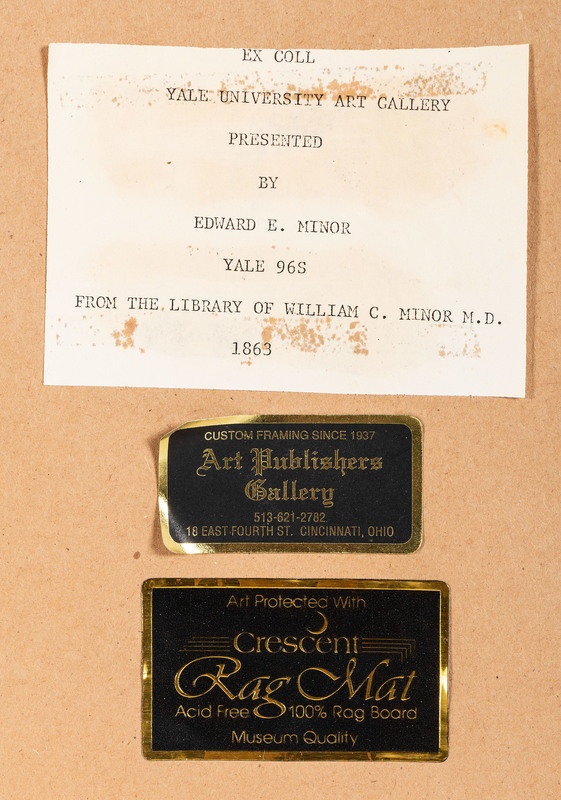 EX COLL
YALE UNIVERSITY ART GALLERY
PRESENTED
BY
EDWARD E. MINOR
YALE 96S
FROM THE LIBRARY OF WILLIAM C. MINOR M.D.
1863
CUSTOM FRAMING SINCE 1937
Art Publishers
Gallery
513-621-2782
18 EAST FOURTH ST. CINCINNATI, OHIO
Art Protected With
Crescent
Rag Mat
Acid Free 100% Rag Board
Museum Quality